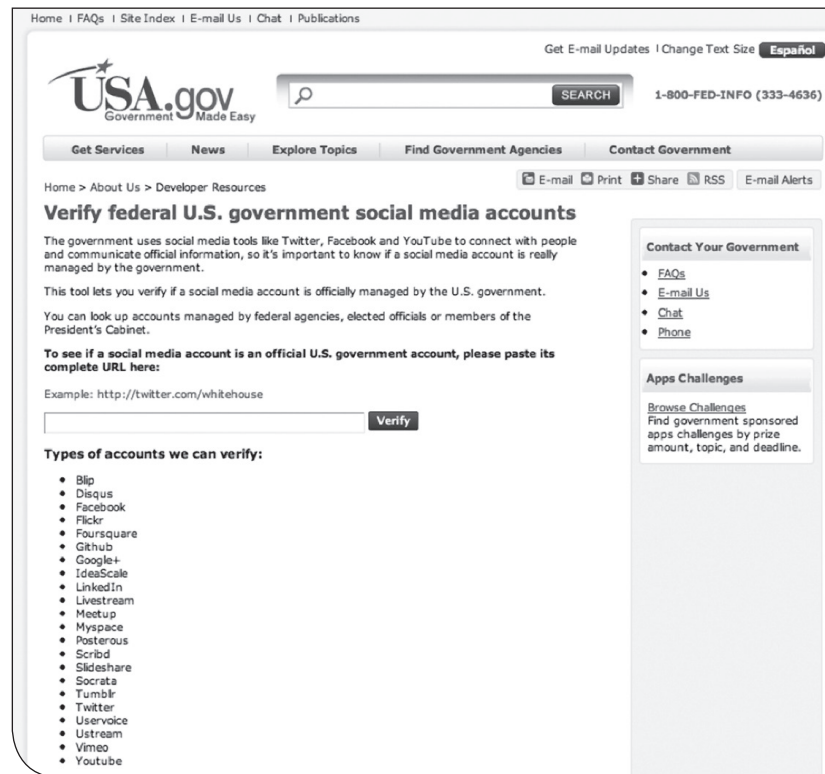 Home | FAQs | Site Index | E-mail Us | Chat | Publications
Get E-mail Updates | Change Text Size Español
USA.gov
Government Made Easy
SEARCH
1-800-FED-INFO (333-4636)
Get Services News Explore Topics Find Government Agencies Contact Government
Home > About Us > Developer Resources
E-mail Print Share RSS E-mail Alerts
Verify federal U.S. government social media accounts
The government uses social media tools like Twitter, Facebook and YouTube to connect with people
and communicate official information, so it's important to know if a social media account is really
managed by the government.
This tool lets you verify if a social media account is officially managed by the U.S. government.
You can look up accounts managed by federal agencies, elected officials or members of the
President's Cabinet.
To see if a social media account is an official U.S. government account, please paste its
complete URL here:
Example: http://twitter.com/whitehouse
Verify
Types of accounts we can verify:
Blip
Disqus
Facebook
Flickr
Foursquare
Github
Google+
IdeaScale
LinkedIn
Livestream
Meetup
Myspace
Posterous
Scribd
Slideshare
Socrata
Tumblr
Twitter
Uservoice
Ustream
Vimeo
Youtube
Contact Your Government
FAQs
E-mail Us
Chat
Phone
Apps Challenges
Browse Challenges
Find government sponsored
apps challenges by prize
amount, topic, and deadline.